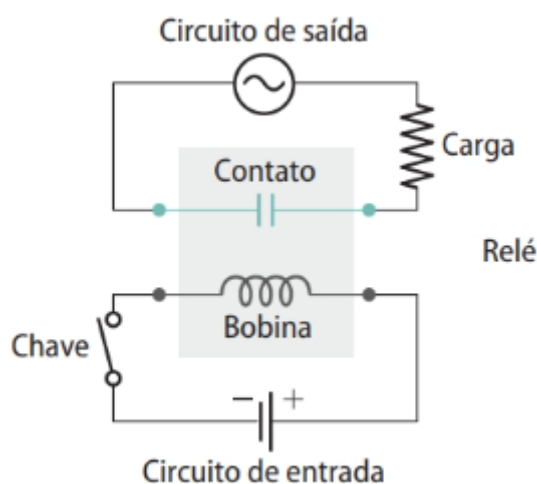 Circuito de saída
Carga
Contato
Relé
Bobina
Chave
− +
Circuito de entrada